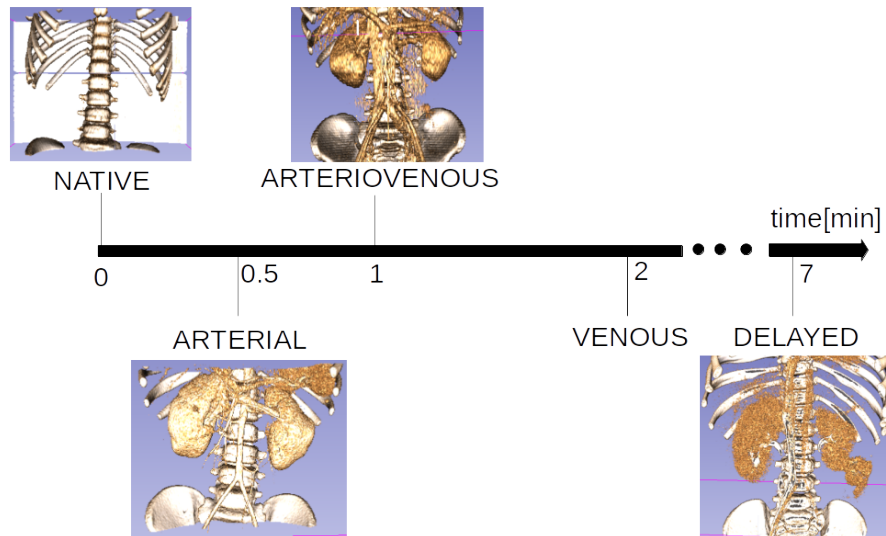 NATIVE
ARTERIOVENOUS
time[min]
0
0.5
1
2
7
ARTERIAL
VENOUS
DELAYED